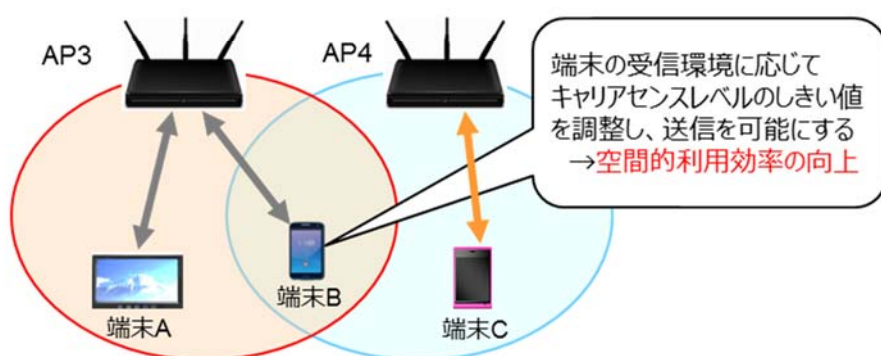 AP3
AP4
端末の受信環境に応じて
キャリアセンスレベルのしきい値
を調整し、送信を可能にする
→空間的利用効率の向上
端末A
端末B
端末C